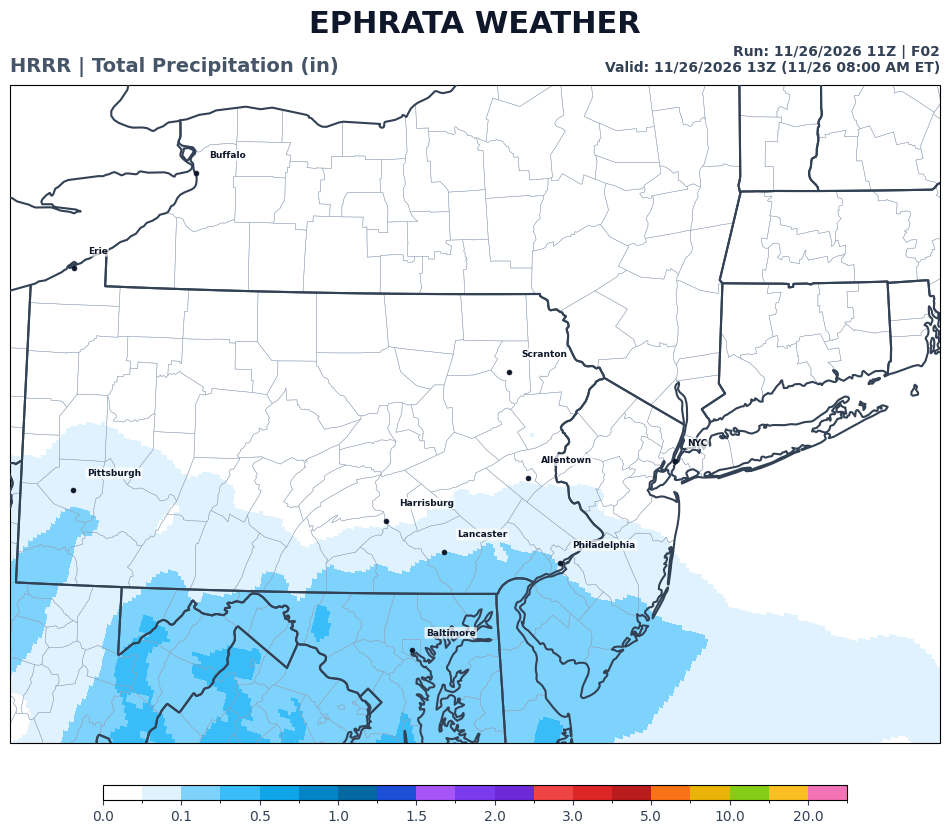 EPHRATA WEATHER
Run: 11/26/2026 11Z | F02
HRRR | Total Precipitation (in)
Valid: 11/26/2026 13Z (11/26 08:00 AM ET)
Buffalo
Erie
Scranton
NYC
Allentown
Pittsburgh
Harrisburg
Lancaster
Philadelphia
Baltimore
0.0 0.1 0.5 1.0 1.5 2.0 3.0 5.0 10.0 20.0